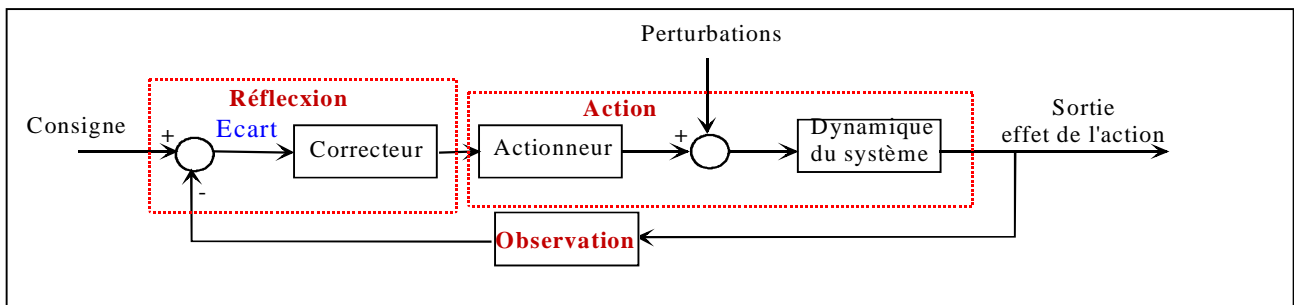 Perturbations
Réflecxion
Action
Consigne
+
Ecart
Correcteur
Actionneur
+
Dynamique
du système
Sortie
effet de l'action
-
Observation